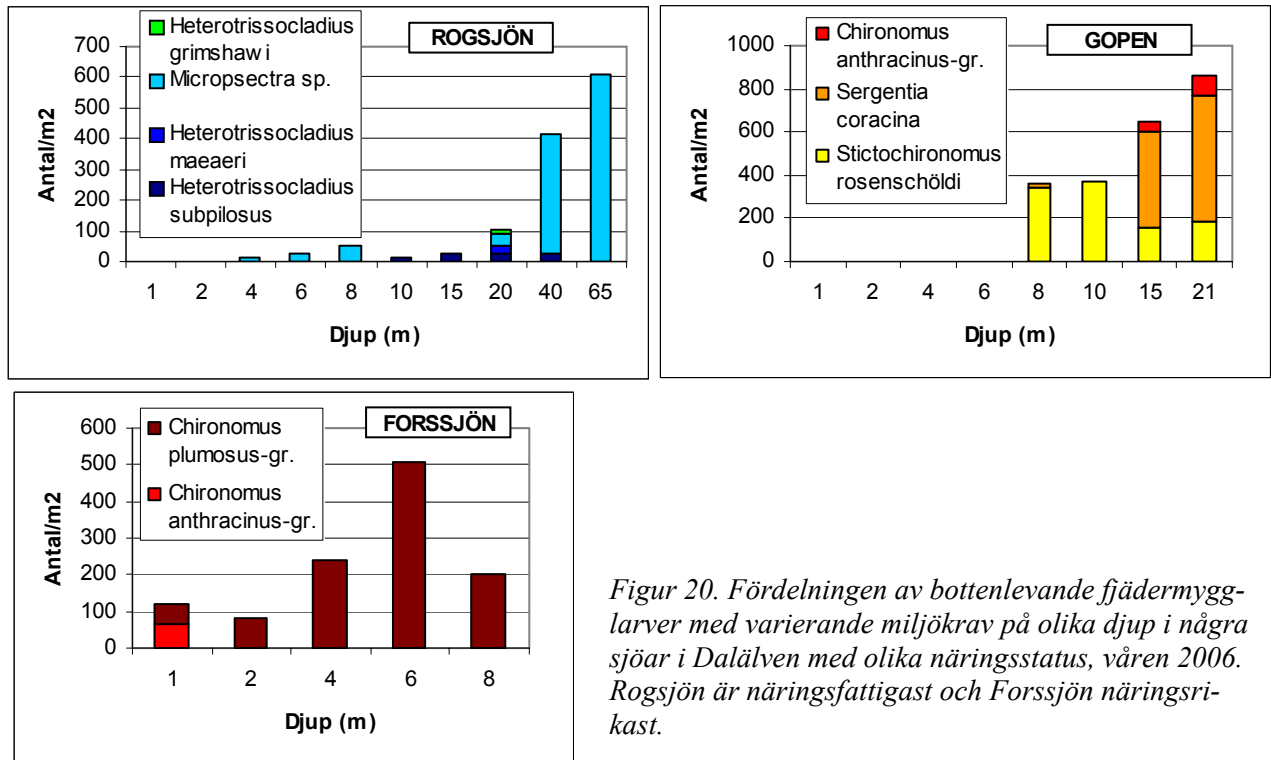 ROGSJÖN
Heterotrissocladius
grimshaw i
Micropsectra sp.
Heterotrissocladius
maeaeri
Heterotrissocladius
subpilosus
Antal/m2
700
600
500
400
300
200
100
0
1 2 4 6 8 10 15 20 40 65
Djup (m)
GOPEN
Chironomus
anthracinus-gr.
Sergentia
coracina
Stictochironomus
rosenschöldi
Antal/m2
1000
800
600
400
200
0
1 2 4 6 8 10 15 21
Djup (m)
FORSSJÖN
Chironomus
plumosus-gr.
Chironomus
anthracinus-gr.
Antal/m2
600
500
400
300
200
100
0
1 2 4 6 8
Djup (m)
Figur 20. Fördelningen av bottenlevande fjädermygg-
larver med varierande miljökrav på olika djup i några
sjöar i Dalälven med olika näringsstatus, våren 2006.
Rogsjön är näringsfattigast och Forssjön näringsri-
kast.